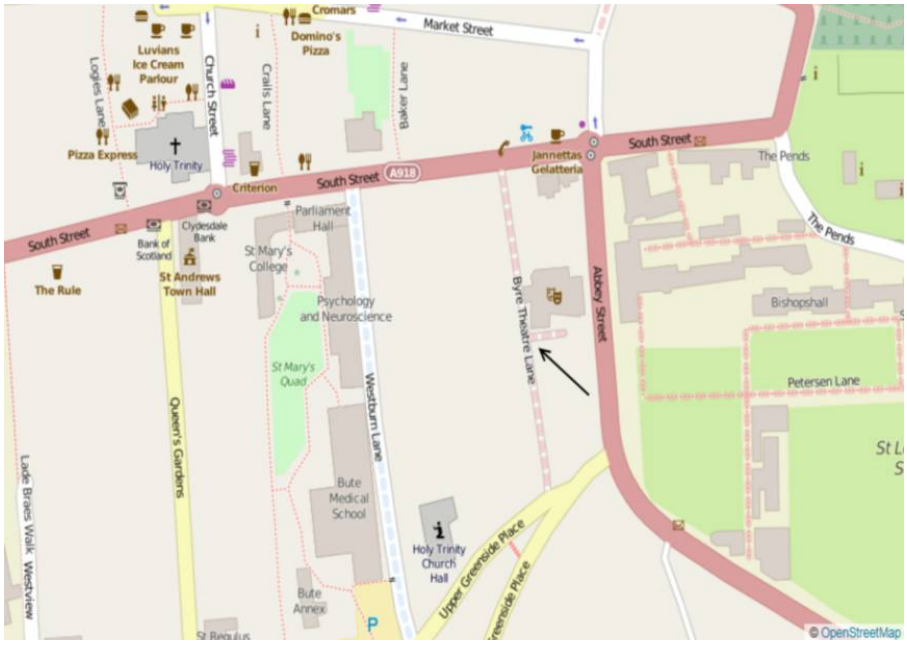 Cromars
Market Street
Luvians
Ice Cream
Parlour
Domino's
Pizza
Logies Lane
Church Street
Crails Lane
Baker Lane
Pizza Express
Holy Trinity
Criterion
South Street
A918
Jannettas
Gelatteria
South Street
The Pends
The Pends
South Street
Bank of
Scotland
Clydesdale
Bank
Parliament
Hall
St Mary's
College
The Rule
St Andrews
Town Hall
Psychology
and Neuroscience
Byre Theatre Lane
Abbey Street
Bishopshall
St Mary's
Quad
Petersen Lane
Queen's Gardens
Westburn Lane
Lade Braes Walk
Westview
Bute
Medical
School
Holy Trinity
Church
Hall
Upper Greenside Place
Greenside Place
Bute
Annex
P
St Regulus
© OpenStreetMap